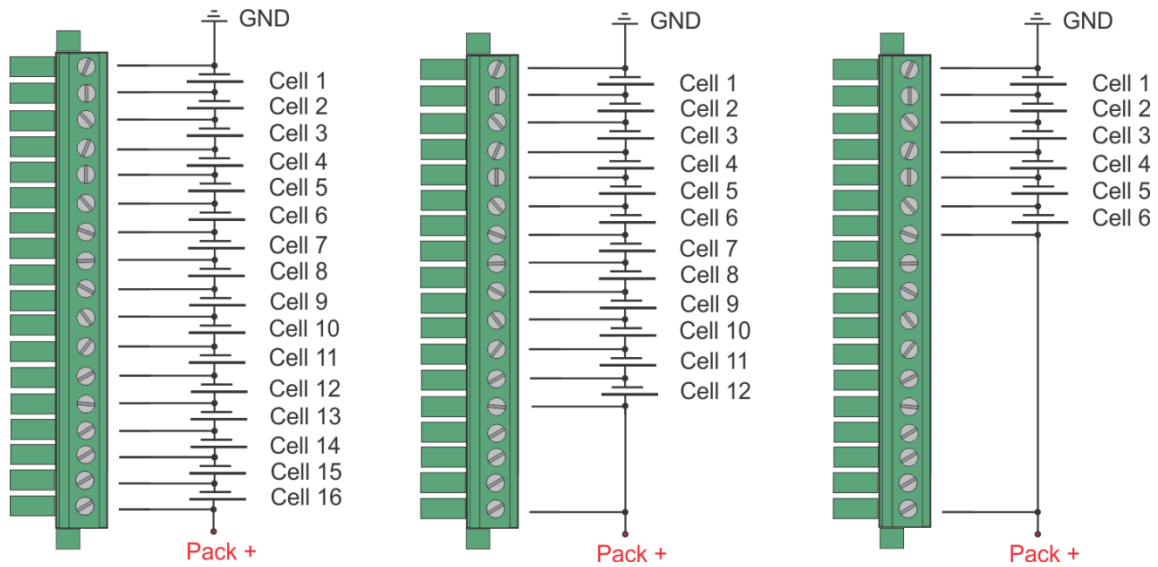 GND
Cell 1
Cell 2
Cell 3
Cell 4
Cell 5
Cell 6
Cell 7
Cell 8
Cell 9
Cell 10
Cell 11
Cell 12
Cell 13
Cell 14
Cell 15
Cell 16
Pack +
GND
Cell 1
Cell 2
Cell 3
Cell 4
Cell 5
Cell 6
Cell 7
Cell 8
Cell 9
Cell 10
Cell 11
Cell 12
Pack +
GND
Cell 1
Cell 2
Cell 3
Cell 4
Cell 5
Cell 6
Pack +